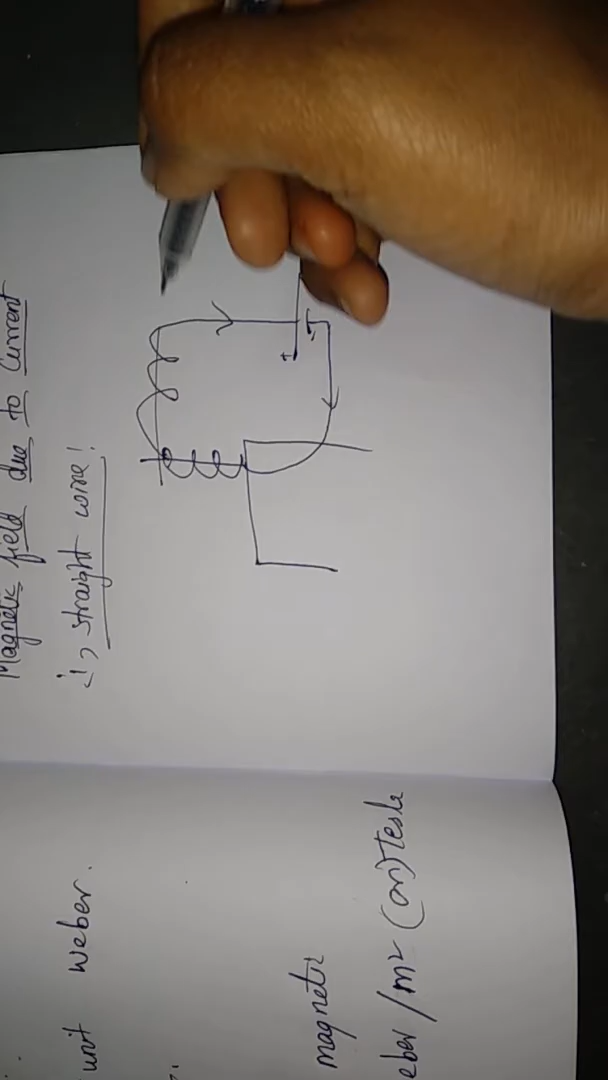 Magnetic field due to Current
i, straight wire!
unit weber.
magnetic
eber/m² (or) Tesla